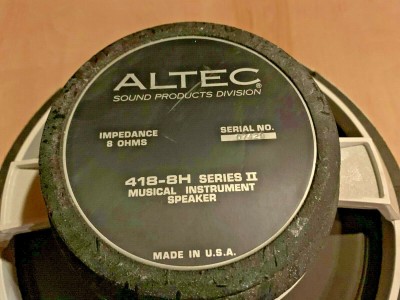 ALTEC®
SOUND PRODUCTS DIVISION
IMPEDANCE
8 OHMS
SERIAL NO.
418-8H SERIES II
MUSICAL INSTRUMENT
SPEAKER
MADE IN U.S.A.